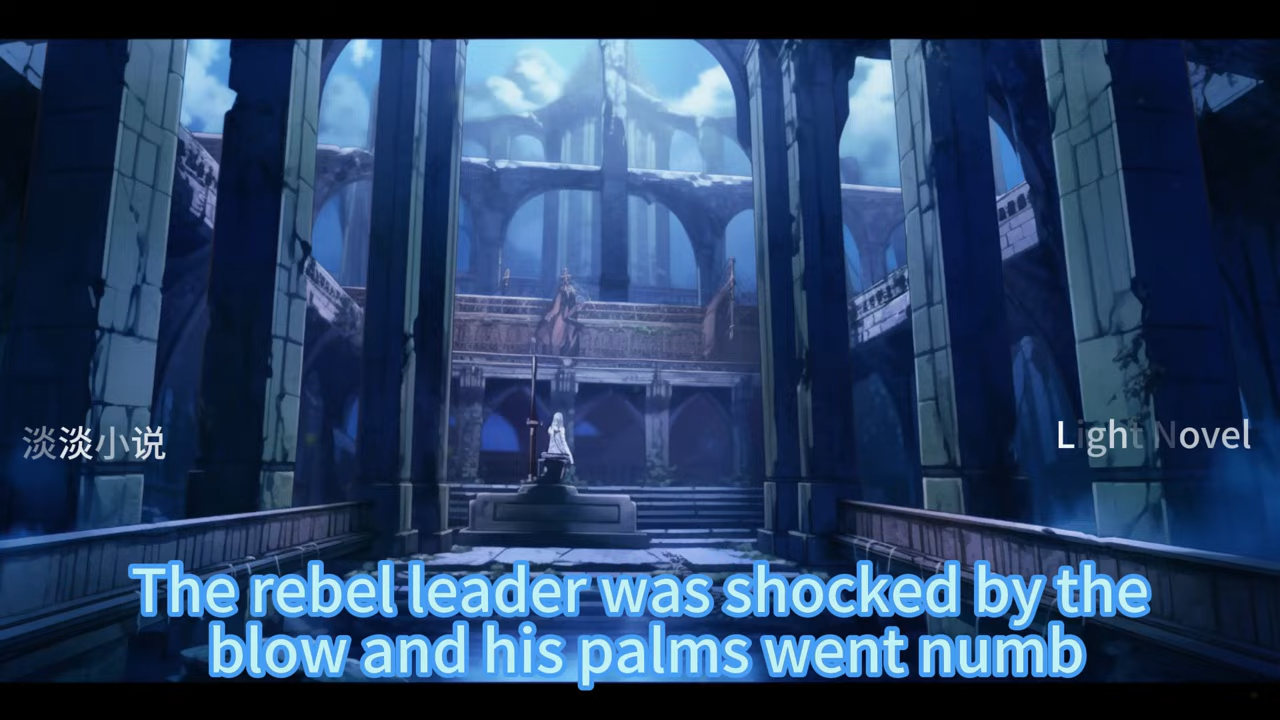 淡淡小说
Light Novel
The rebel leader was shocked by the
blow and his palms went numb